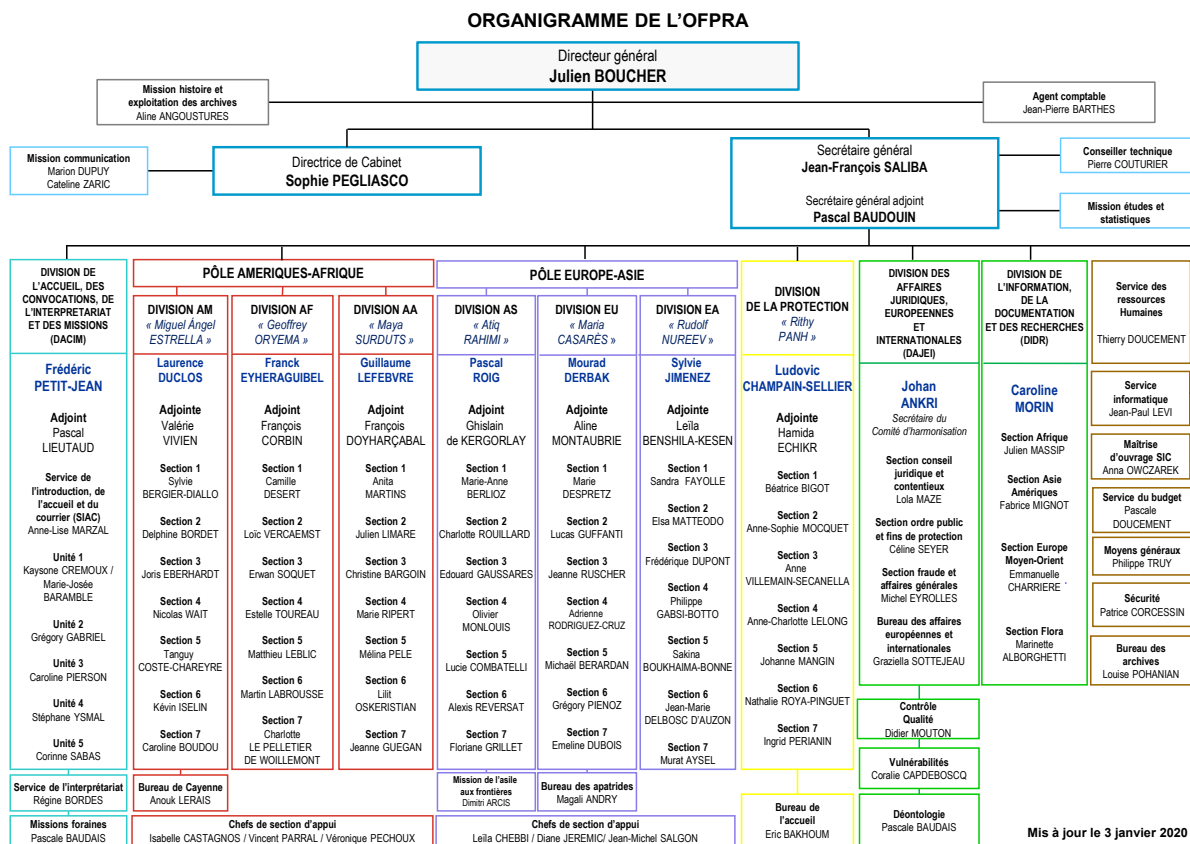 ORGANIGRAMME DE L'OFPRA
Directeur général
Julien BOUCHER
Mission histoire et
exploitation des archives
Aline ANGOUSTURES
Agent comptable
Jean-Pierre BARTHES
Mission communication
Marion DUPUY
Cateline ZARIC
Directrice de Cabinet
Sophie PEGLIASCO
Secrétaire général
Jean-François SALIBA
Secrétaire général adjoint
Pascal BAUDOUIN
Conseiller technique
Pierre COUTURIER
Mission études et
statistiques
DIVISION DE
L'ACCUEIL, DES
CONVOCATIONS, DE
L'INTERPRETARIAT
ET DES MISSIONS
(DACIM)
Frédéric
PETIT-JEAN
Adjoint
Pascal
LIEUTAUD
Service de
l'introduction, de
l'accueil et du
courrier (SIAC)
Anne-Lise MARZAL
Unité 1
Kaysone CREMOUX /
Marie-Josée
BARAMBLE
Unité 2
Grégory GABRIEL
Unité 3
Caroline PIERSON
Unité 4
Stéphane YSMAL
Unité 5
Corinne SABAS
Service de l'interprétariat
Régine BORDES
Missions foraines
Pascale BAUDAIS
PÔLE AMERIQUES-AFRIQUE
DIVISION AM
« Miguel Ángel
ESTRELLA »
Laurence
DUCLOS
Adjointe
Valérie
VIVIEN
Section 1
Sylvie
BERGIER-DIALLO
Section 2
Delphine BORDET
Section 3
Joris EBERHARDT
Section 4
Nicolas WAIT
Section 5
Tanguy
COSTE-CHAREYRE
Section 6
Kévin ISELIN
Section 7
Caroline BOUDOU
Bureau de Cayenne
Anouk LERAIS
DIVISION AF
« Geoffrey
ORYEMA »
Franck
EYHERAGUIBEL
Adjoint
François
CORBIN
Section 1
Camille
DESERT
Section 2
Loïc VERCAEMST
Section 3
Erwan SOQUET
Section 4
Estelle TOUREAU
Section 5
Matthieu LEBLIC
Section 6
Martin LABROUSSE
Section 7
Charlotte
LE PELLETIER
DE WOILLEMONT
DIVISION AA
« Maya
SURDUTS »
Guillaume
LEFEBVRE
Adjoint
François
DOYHARÇABAL
Section 1
Anita
MARTINS
Section 2
Julien LIMARE
Section 3
Christine BARGOIN
Section 4
Marie RIPERT
Section 5
Mélina PELE
Section 6
Lilit
OSKERISTIAN
Section 7
Jeanne GUEGAN
Chefs de section d'appui
Isabelle CASTAGNOS / Vincent PARRAL / Véronique PECHOUX
PÔLE EUROPE-ASIE
DIVISION AS
« Atiq
RAHIMI »
Pascal
ROIG
Adjoint
Ghislain
de KERGORLAY
Section 1
Marie-Anne
BERLIOZ
Section 2
Charlotte ROUILLARD
Section 3
Edouard GAUSSARES
Section 4
Olivier
MONLOUIS
Section 5
Lucie COMBATELLI
Section 6
Alexis REVERSAT
Section 7
Floriane GRILLET
Mission de l'asile
aux frontières
Dimitri ARCIS
DIVISION EU
« Maria
CASARÈS »
Mourad
DERBAK
Adjointe
Aline
MONTAUBRIE
Section 1
Marie
DESPRETZ
Section 2
Lucas GUFFANTI
Section 3
Jeanne RUSCHER
Section 4
Adrienne
RODRIGUEZ-CRUZ
Section 5
Michaël BERARDAN
Section 6
Grégory PIENOZ
Section 7
Emeline DUBOIS
Bureau des apatrides
Magali ANDRY
DIVISION EA
« Rudolf
NUREEV »
Sylvie
JIMENEZ
Adjointe
Leïla
BENSHILA-KESEN
Section 1
Sandra FAYOLLE
Section 2
Elsa MATTEODO
Section 3
Frédérique DUPONT
Section 4
Philippe
GABSI-BOTTO
Section 5
Sakina
BOUKHAIMA-BONNE
Section 6
Jean-Marie
DELBOSC D'AUZON
Section 7
Murat AYSEL
Chefs de section d'appui
Leïla CHEBBI / Diane JEREMIC/ Jean-Michel SALGON
DIVISION
DE LA PROTECTION
« Rithy
PANH »
Ludovic
CHAMPAIN-SELLIER
Adjointe
Hamida
ECHIKR
Section 1
Béatrice BIGOT
Section 2
Anne-Sophie MOCQUET
Section 3
Anne
VILLEMAIN-SECANELLA
Section 4
Anne-Charlotte LELONG
Section 5
Johanne MANGIN
Section 6
Nathalie ROYA-PINGUET
Section 7
Ingrid PERIANIN
Bureau de
l'accueil
Eric BAKHOUM
DIVISION DES
AFFAIRES
JURIDIQUES,
EUROPEENNES
ET
INTERNATIONALES
(DAJEI)
Johan
ANKRI
Secrétaire du
Comité d'harmonisation
Section conseil
juridique et
contentieux
Lola MAZE
Section ordre public
et fins de protection
Céline SEYER
Section fraude et
affaires générales
Michel EYROLLES
Bureau des affaires
européennes et
internationales
Graziella SOTTEJEAU
Contrôle
Qualité
Didier MOUTON
Vulnérabilités
Coralie CAPDEBOSCQ
Déontologie
Pascale BAUDAIS
DIVISION DE
L'INFORMATION,
DE LA
DOCUMENTATION
ET DES RECHERCHES
(DIDR)
Caroline
MORIN
Section Afrique
Julien MASSIP
Section Asie
Amériques
Fabrice MIGNOT
Section Europe
Moyen-Orient
Emmanuelle
CHARRIERE
Section Flora
Marinette
ALBORGHETTI
Service des
ressources
Humaines
Thierry DOUCEMENT
Service
informatique
Jean-Paul LEVI
Maîtrise
d'ouvrage SIC
Anna OWCZAREK
Service du budget
Pascale
DOUCEMENT
Moyens généraux
Philippe TRUY
Sécurité
Patrice CORCESSIN
Bureau des
archives
Louise POHANIAN
Mis à jour le 3 janvier 2020